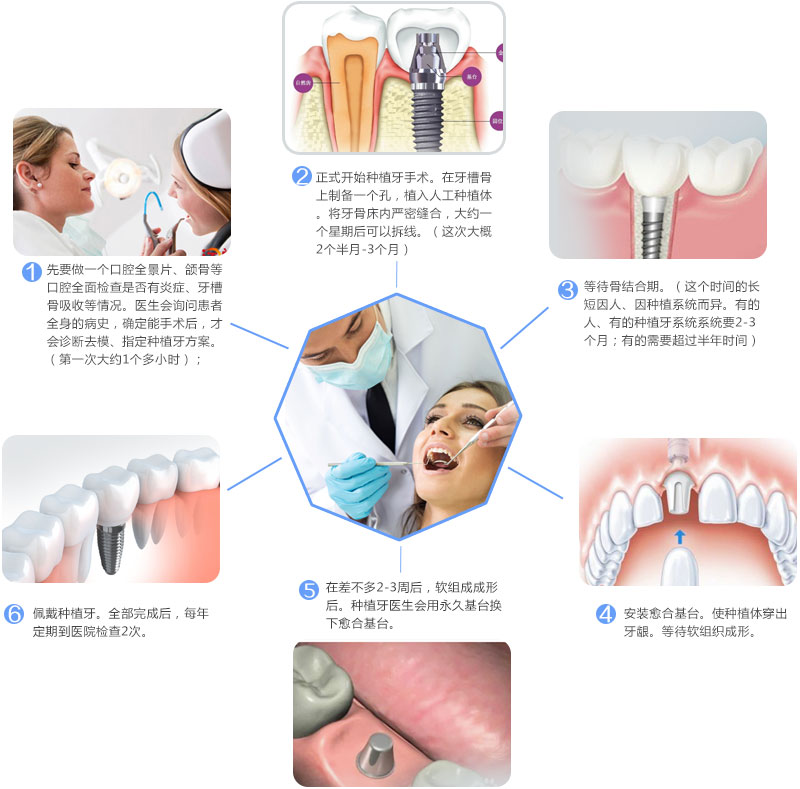 自然牙
基台
1
先要做一个口腔全景片、颌骨等
口腔全面检查是否有炎症、牙槽
骨吸收等情况。医生会询问患者
全身的病史，确定能手术后，才
会诊断去模、指定种植牙方案。
（第一次大约1个多小时）；
2
正式开始种植牙手术。在牙槽骨
上制备一个孔，植入人工种植体
。将牙骨床内严密缝合，大约一
个星期后可以拆线。（这次大概
2个半月-3个月）
3
等待骨结合期。（这个时间的长
短因人、因种植系统而异。有的
人、有的种植牙系统系统要2-3
个月；有的需要超过半年时间）
4
安装愈合基台。使种植体穿出
牙龈。等待软组织成形。
5
在差不多2-3周后，软组成成形
后。种植牙医生会用永久基台换
下愈合基台。
6
佩戴种植牙。全部完成后，每年
定期到医院检查2次。